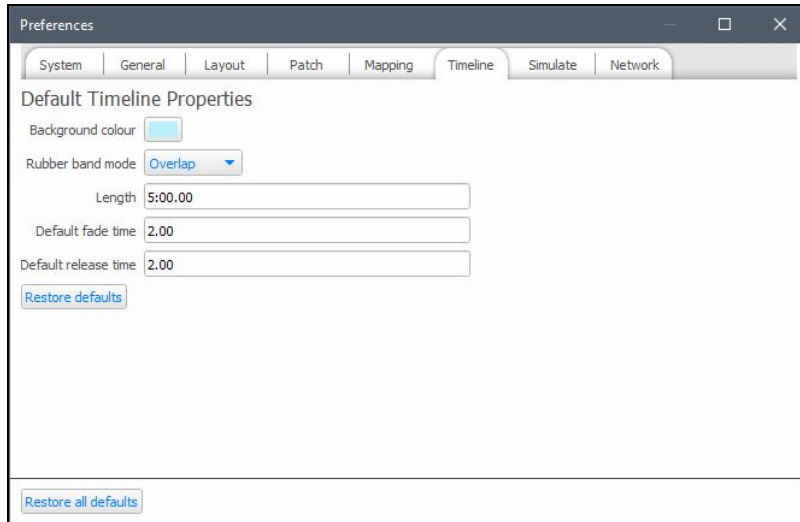 Preferences
System General Layout Patch Mapping Timeline Simulate Network
Default Timeline Properties
Background colour
Rubber band mode Overlap
Length 5:00.00
Default fade time 2.00
Default release time 2.00
Restore defaults
Restore all defaults